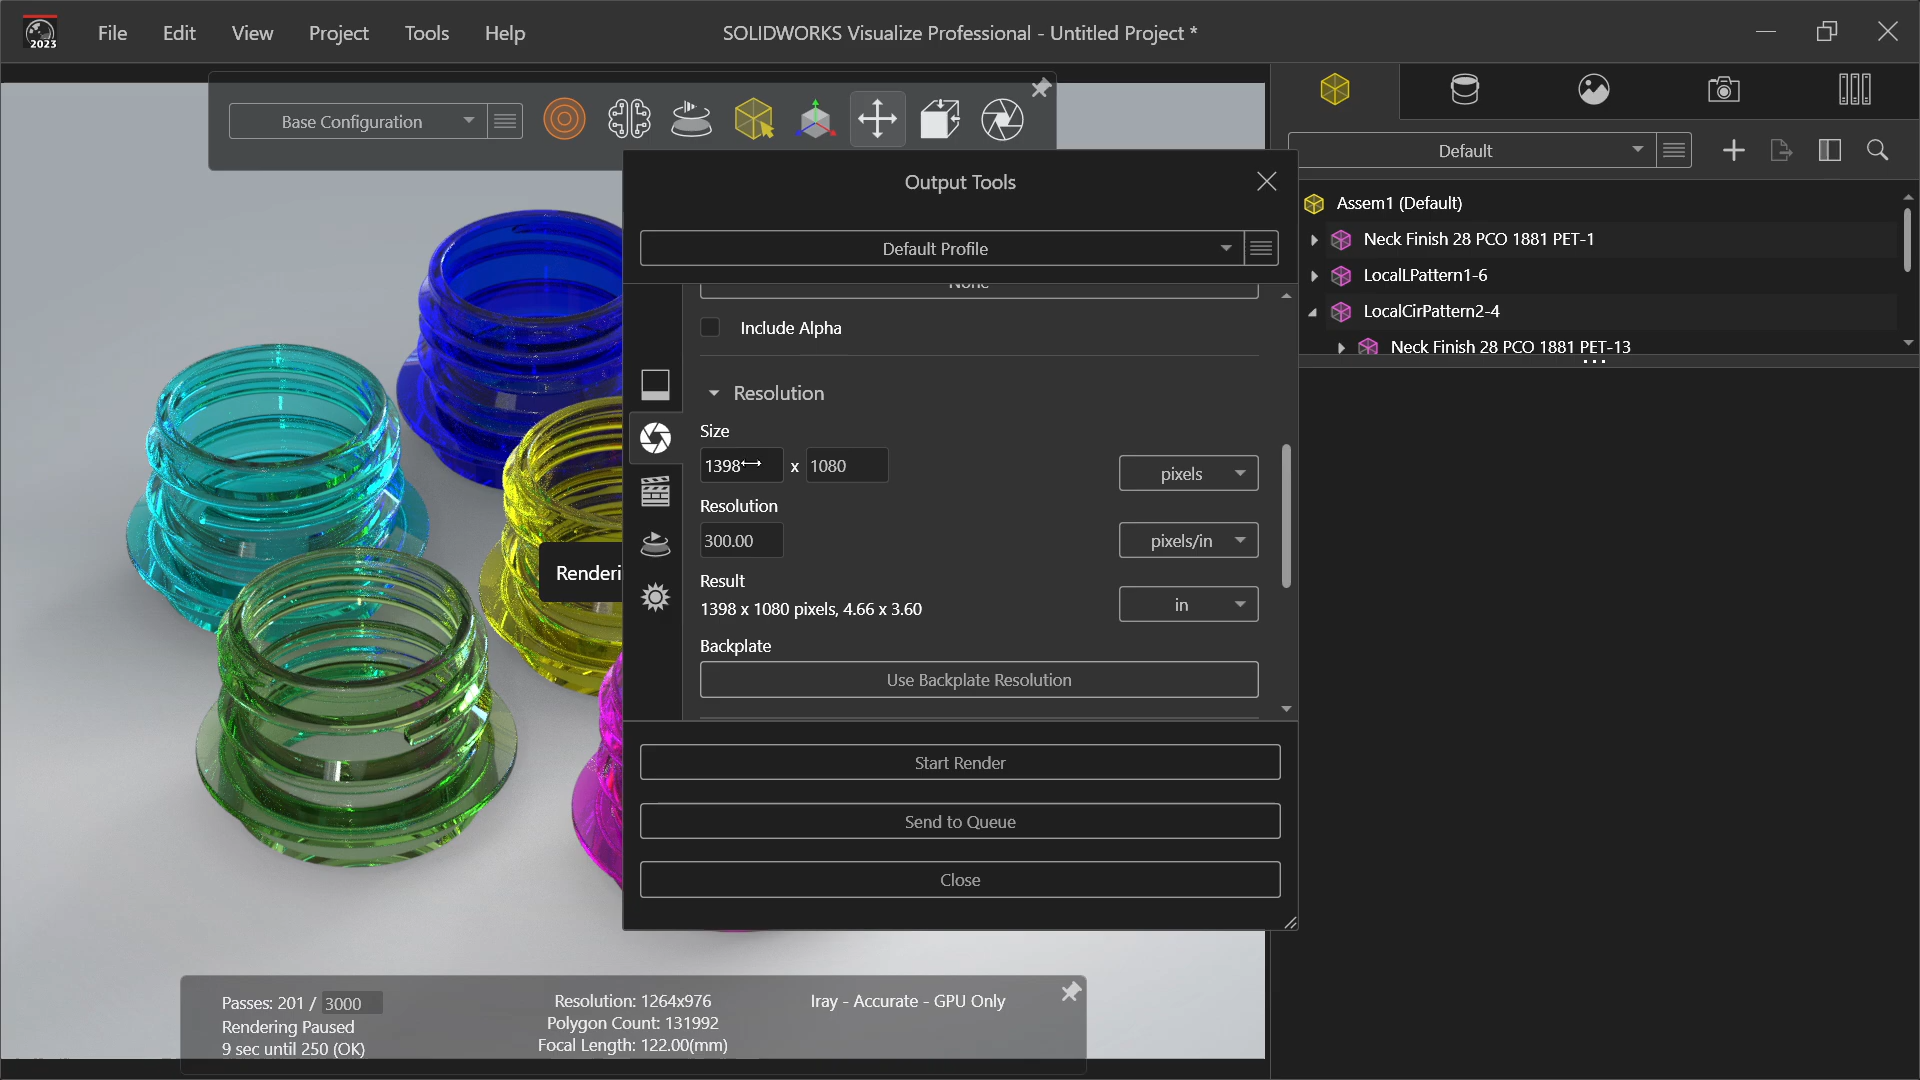 2023
File
Edit
View
Project
Tools
Help
SOLIDWORKS Visualize Professional - Untitled Project *
Base Configuration
Output Tools
Default Profile
None
Include Alpha
Resolution
Size
1398 x 1080
pixels
Resolution
300.00
pixels/in
Result
1398 x 1080 pixels, 4.66 x 3.60
in
Backplate
Use Backplate Resolution
Start Render
Send to Queue
Close
Renderi
Default
Assem1 (Default)
Neck Finish 28 PCO 1881 PET-1
LocalLPattern1-6
LocalCirPattern2-4
Neck Finish 28 PCO 1881 PET-13
Passes: 201 / 3000
Rendering Paused
9 sec until 250 (OK)
Resolution: 1264x976
Polygon Count: 131992
Focal Length: 122.00(mm)
Iray - Accurate - GPU Only